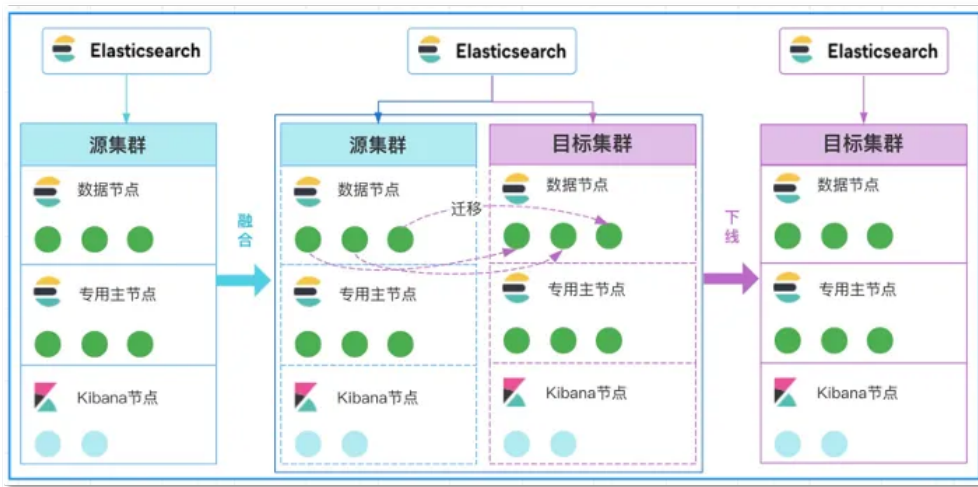 Elasticsearch
源集群
数据节点
专用主节点
Kibana节点
融
合
Elasticsearch
源集群
数据节点
专用主节点
Kibana节点
迁移
目标集群
数据节点
专用主节点
Kibana节点
下
线
Elasticsearch
目标集群
数据节点
专用主节点
Kibana节点